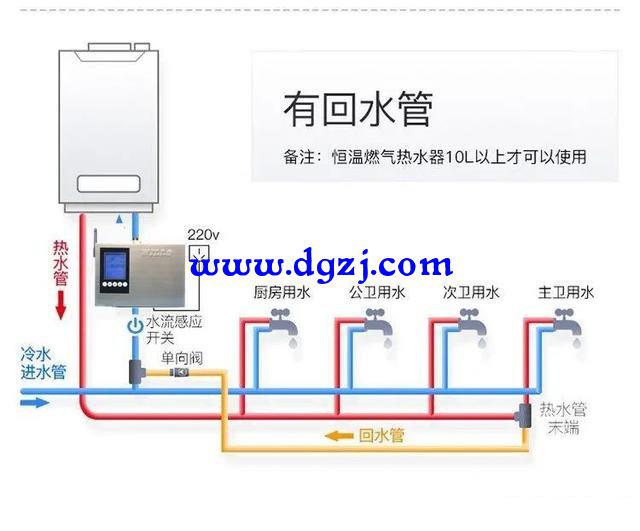 有回水管
备注：恒温燃气热水器10L以上才可以使用
220v
www.dgzj.com
热水管
厨房用水
公卫用水
次卫用水
主卫用水
水流感应
开关
冷水
进水管
单向阀
热水管
末端
回水管